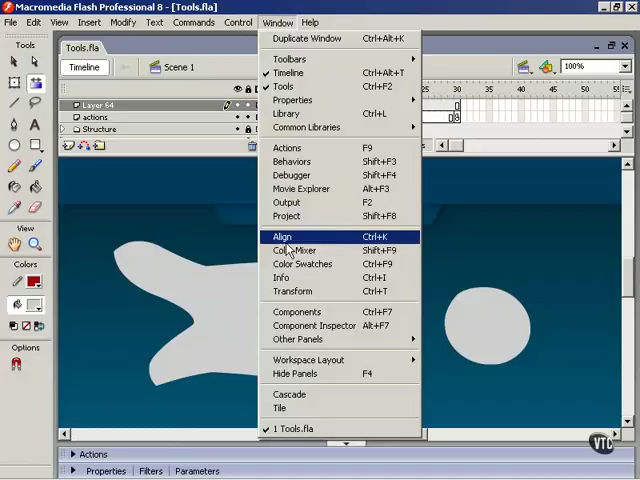 Macromedia Flash Professional 8 - [Tools.fla]
File Edit View Insert Modify Text Commands Control Window Help
Tools
Tools.fla
Timeline Scene 1 100%
Layer 64 30
actions
Structure
View
Colors
Options
Duplicate Window Ctrl+Alt+K
Toolbars
Timeline Ctrl+Alt+T
Tools Ctrl+F2
Properties
Library Ctrl+L
Common Libraries
Actions F9
Behaviors Shift+F3
Debugger Shift+F4
Movie Explorer Alt+F3
Output F2
Project Shift+F8
Align Ctrl+K
Color Mixer Shift+F9
Color Swatches Ctrl+F9
Info Ctrl+I
Transform Ctrl+T
Components Ctrl+F7
Component Inspector Alt+F7
Other Panels
Workspace Layout
Hide Panels F4
Cascade
Tile
1 Tools.fla
VTC
Actions
Properties Filters Parameters